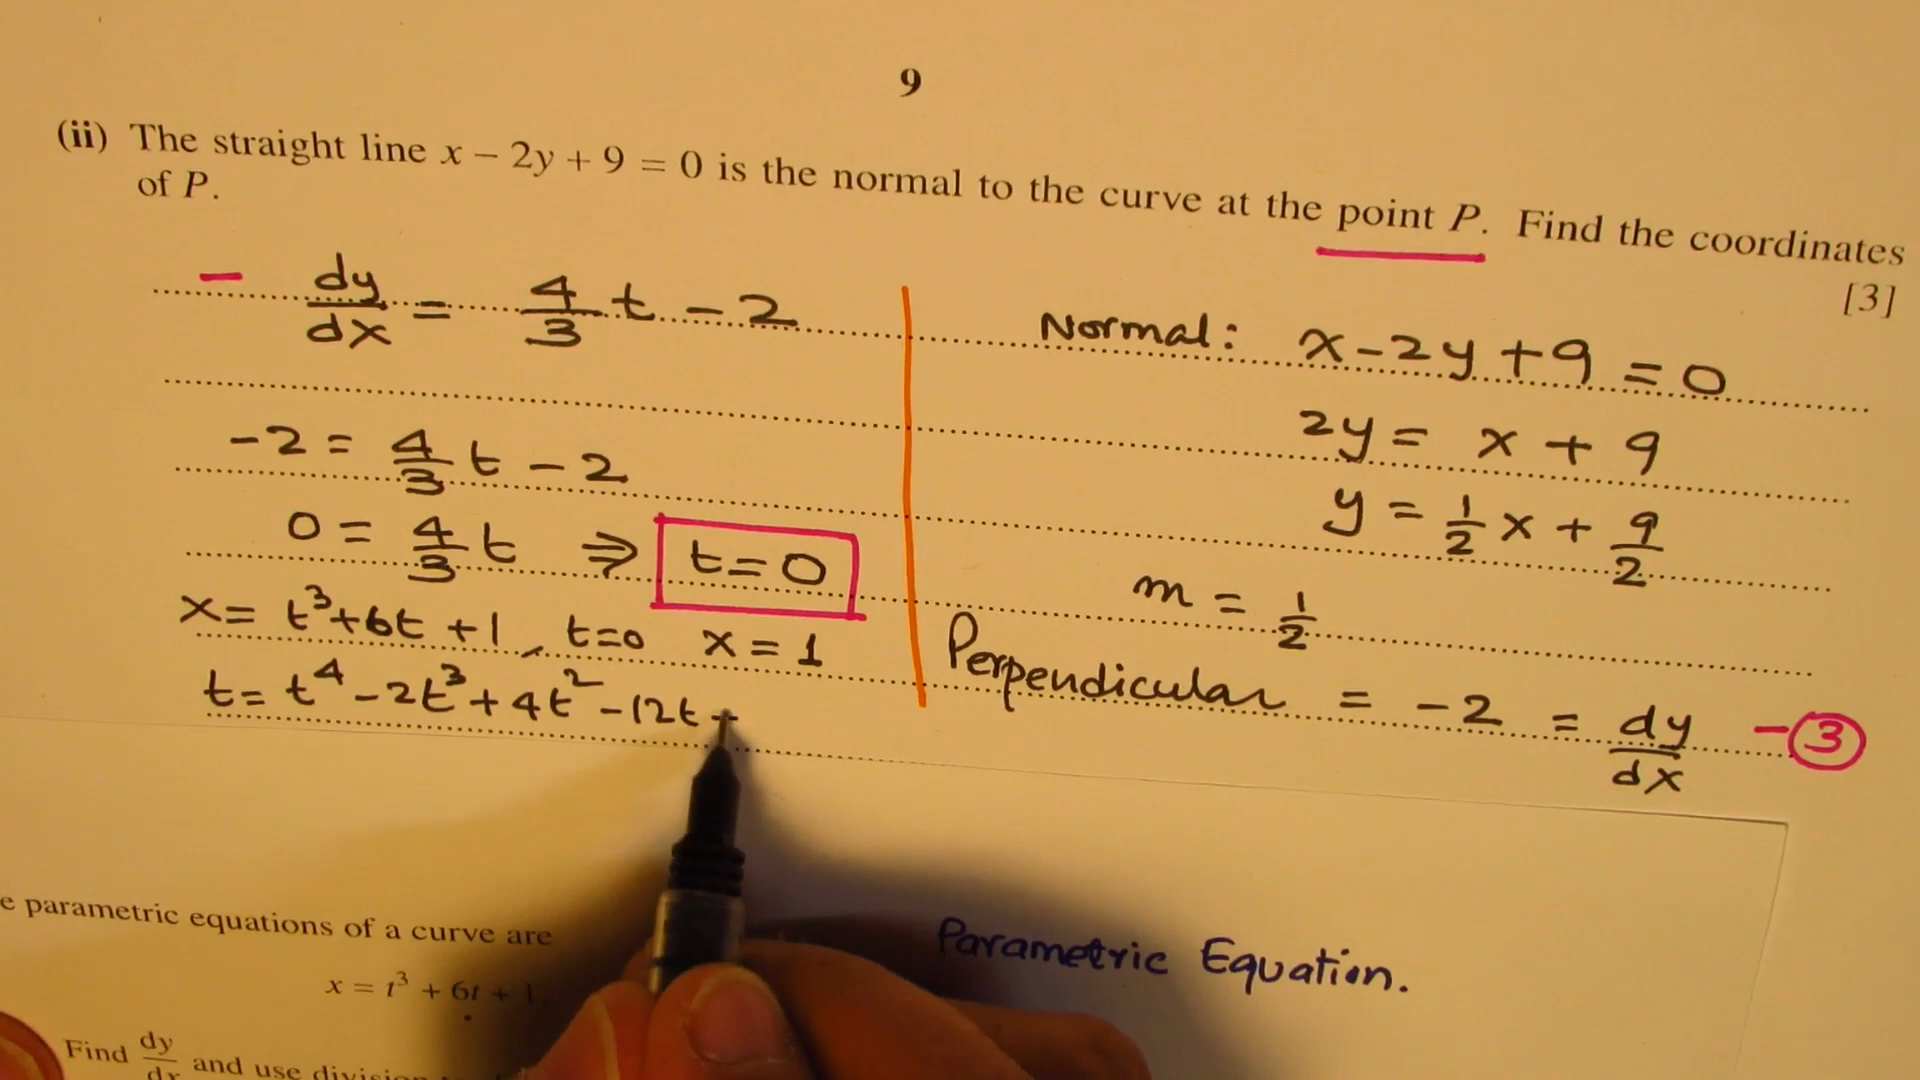 9
(ii) The straight line x − 2y + 9 = 0 is the normal to the curve at the point P. Find the coordinates
of P. [3]
− dy/dx = 4/3 t − 2
−2 = 4/3 t − 2
0 = 4/3 t ⇒ t = 0
x = t³ + 6t + 1, t=0 x = 1
t = t⁴ − 2t³ + 4t² − 12t
Normal: x − 2y + 9 = 0
2y = x + 9
y = 1/2 x + 9/2
m = 1/2
Perpendicular = −2 = dy/dx − ③
parametric equations of a curve are
x = t³ + 6t + 1
Find dy/dx and use
Parametric Equation.